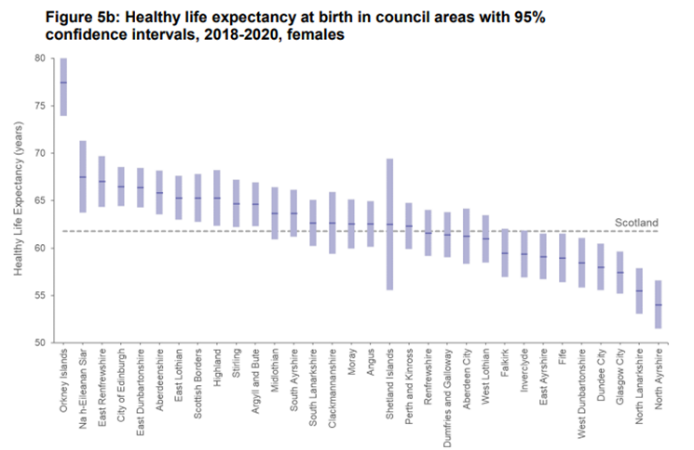 Figure 5b: Healthy life expectancy at birth in council areas with 95%
confidence intervals, 2018-2020, females
Healthy Life Expectancy (years)
80
75
70
65
60
55
50
Scotland
Orkney Islands
Na h-Eileanan Siar
East Renfrewshire
City of Edinburgh
East Dunbartonshire
Aberdeenshire
East Lothian
Scottish Borders
Highland
Stirling
Argyll and Bute
Midlothian
South Ayrshire
South Lanarkshire
Clackmannanshire
Moray
Angus
Shetland Islands
Perth and Kinross
Renfrewshire
Dumfries and Galloway
Aberdeen City
West Lothian
Falkirk
Inverclyde
East Ayrshire
Fife
West Dunbartonshire
Dundee City
Glasgow City
North Lanarkshire
North Ayrshire